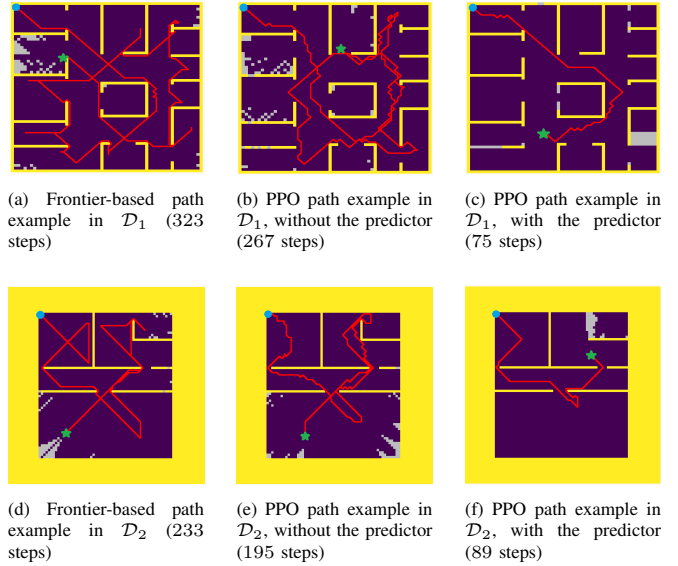 (a) Frontier-based path
example in 𝒟₁ (323
steps)
(b) PPO path example in
𝒟₁, without the predictor
(267 steps)
(c) PPO path example in
𝒟₁, with the predictor
(75 steps)
(d) Frontier-based path
example in 𝒟₂ (233
steps)
(e) PPO path example in
𝒟₂, without the predictor
(195 steps)
(f) PPO path example in
𝒟₂, with the predictor
(89 steps)